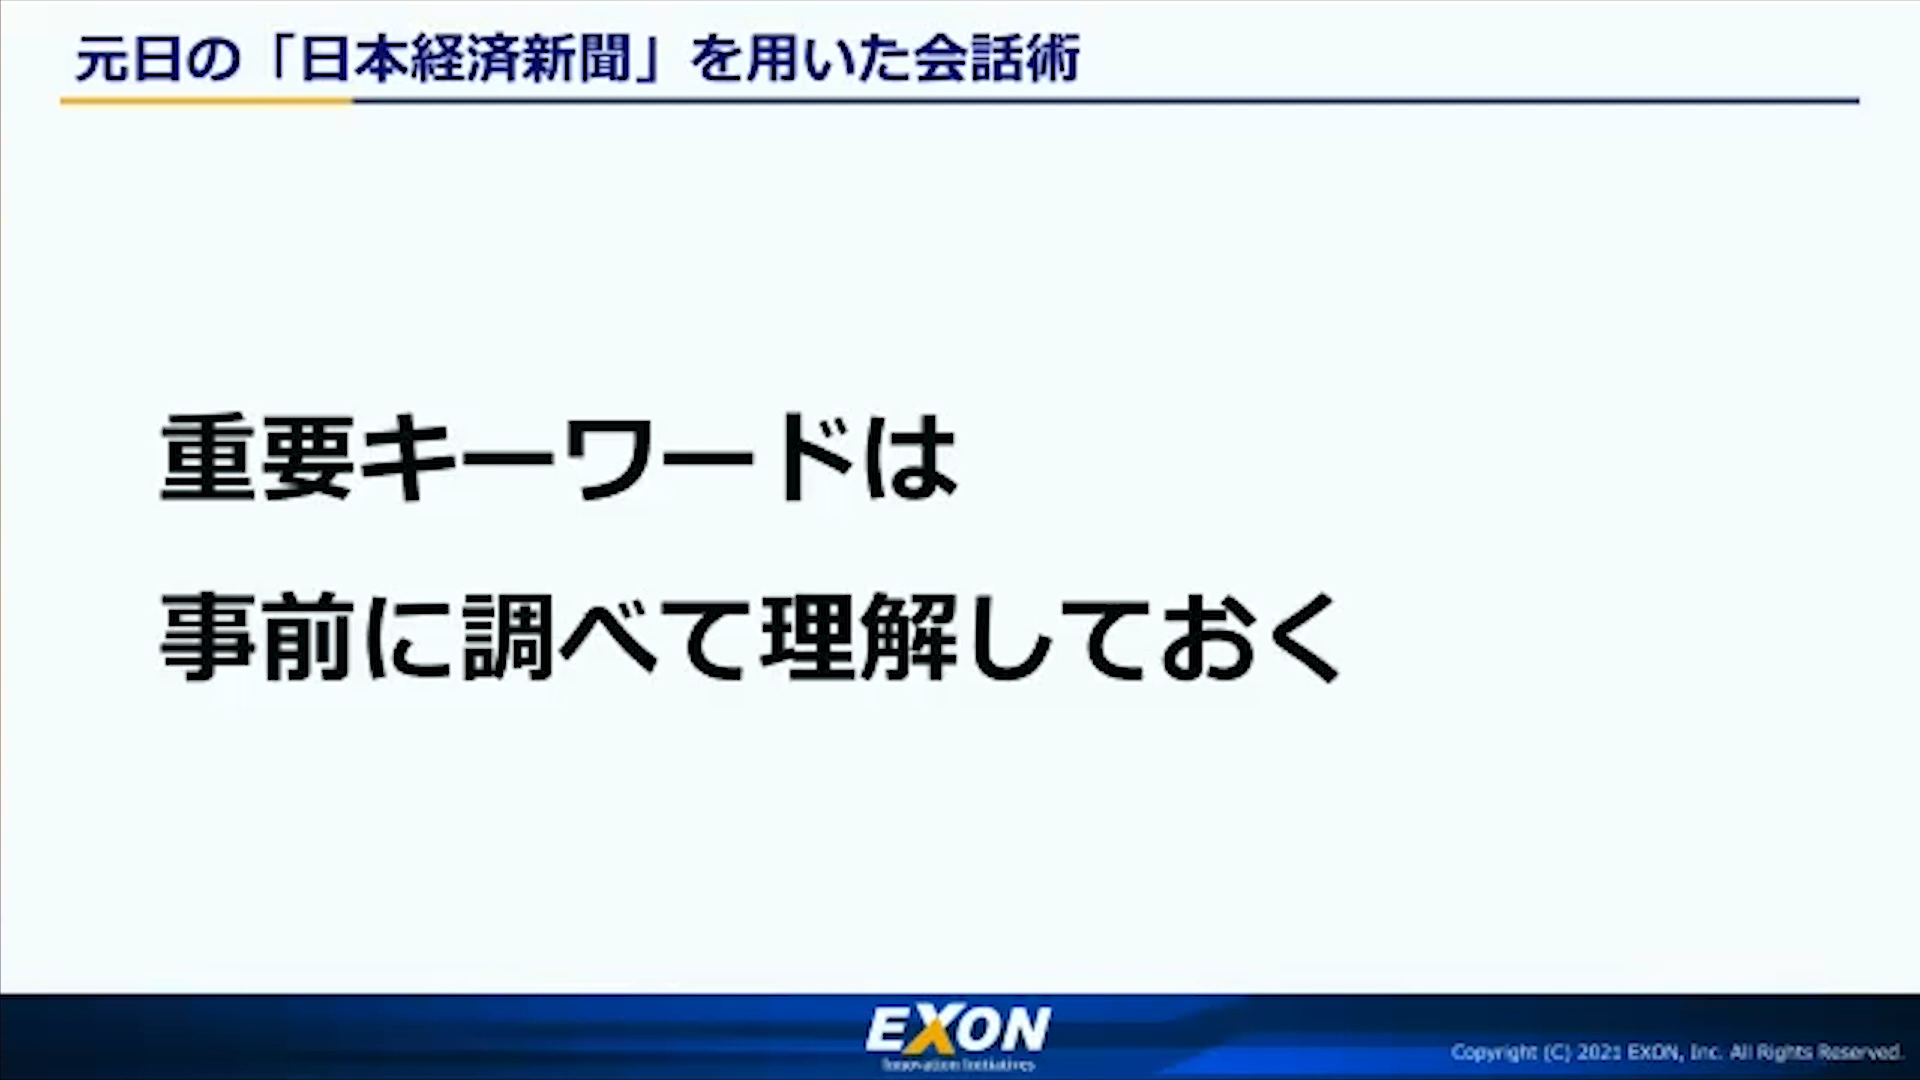 元日の「日本経済新聞」を用いた会話術
重要キーワードは
事前に調べて理解しておく
EXON
Innovation Initiatives
Copyright (C) 2021 EXON, Inc. All Rights Reserved.